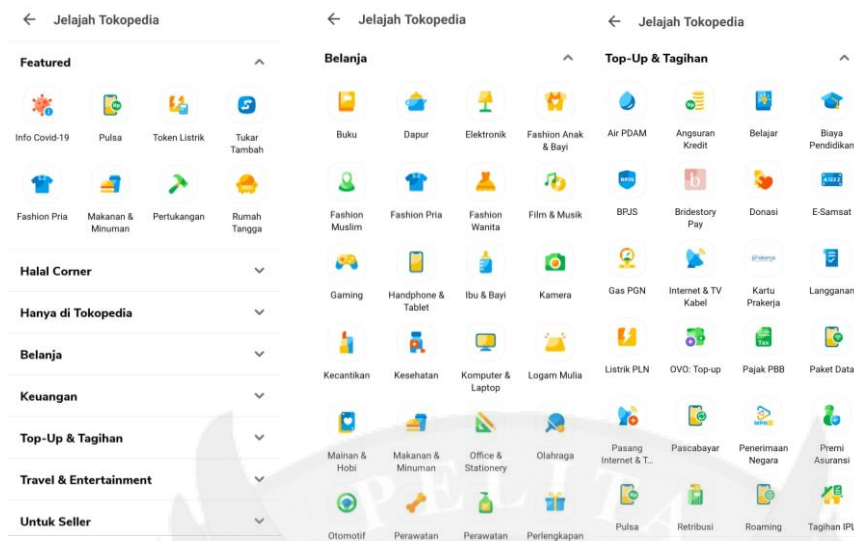 Jelajah Tokopedia
Featured
Info Covid-19
Pulsa
Token Listrik
Tukar
Tambah
Fashion Pria
Makanan &
Minuman
Pertukangan
Rumah
Tangga
Halal Corner
Hanya di Tokopedia
Belanja
Keuangan
Top-Up & Tagihan
Travel & Entertainment
Untuk Seller
Jelajah Tokopedia
Belanja
Buku
Dapur
Elektronik
Fashion Anak
& Bayi
Fashion
Muslim
Fashion Pria
Fashion
Wanita
Film & Musik
Gaming
Handphone &
Tablet
Ibu & Bayi
Kamera
Kecantikan
Kesehatan
Komputer &
Laptop
Logam Mulia
Mainan &
Hobi
Makanan &
Minuman
Office &
Stationery
Olahraga
Otomotif
Perawatan
Perawatan
Perlengkapan
Jelajah Tokopedia
Top-Up & Tagihan
Air PDAM
Angsuran
Kredit
Belajar
Biaya
Pendidikan
BPJS
Bridestory
Pay
Donasi
E-Samsat
Gas PGN
Internet & TV
Kabel
Kartu
Prakerja
Langganan
Listrik PLN
OVO: Top-up
Pajak PBB
Paket Data
Pasang
Internet & T...
Pascabayar
Penerimaan
Negara
Premi
Asuransi
Pulsa
Retribusi
Roaming
Tagihan IPL
PELITA